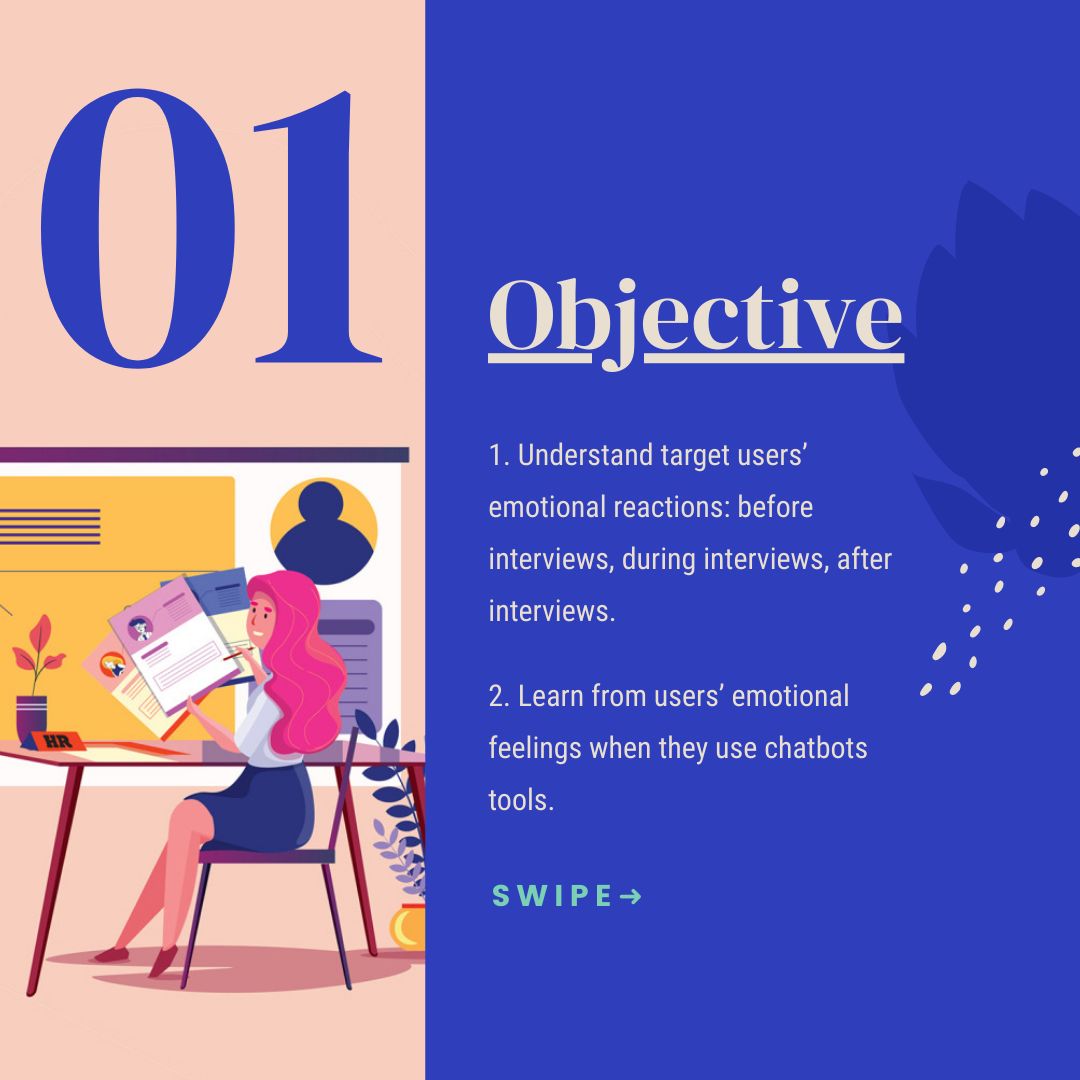 01
Objective
1. Understand target users’
emotional reactions: before
interviews, during interviews, after
interviews.
2. Learn from users’ emotional
feelings when they use chatbots
tools.
SWIPE→
HR